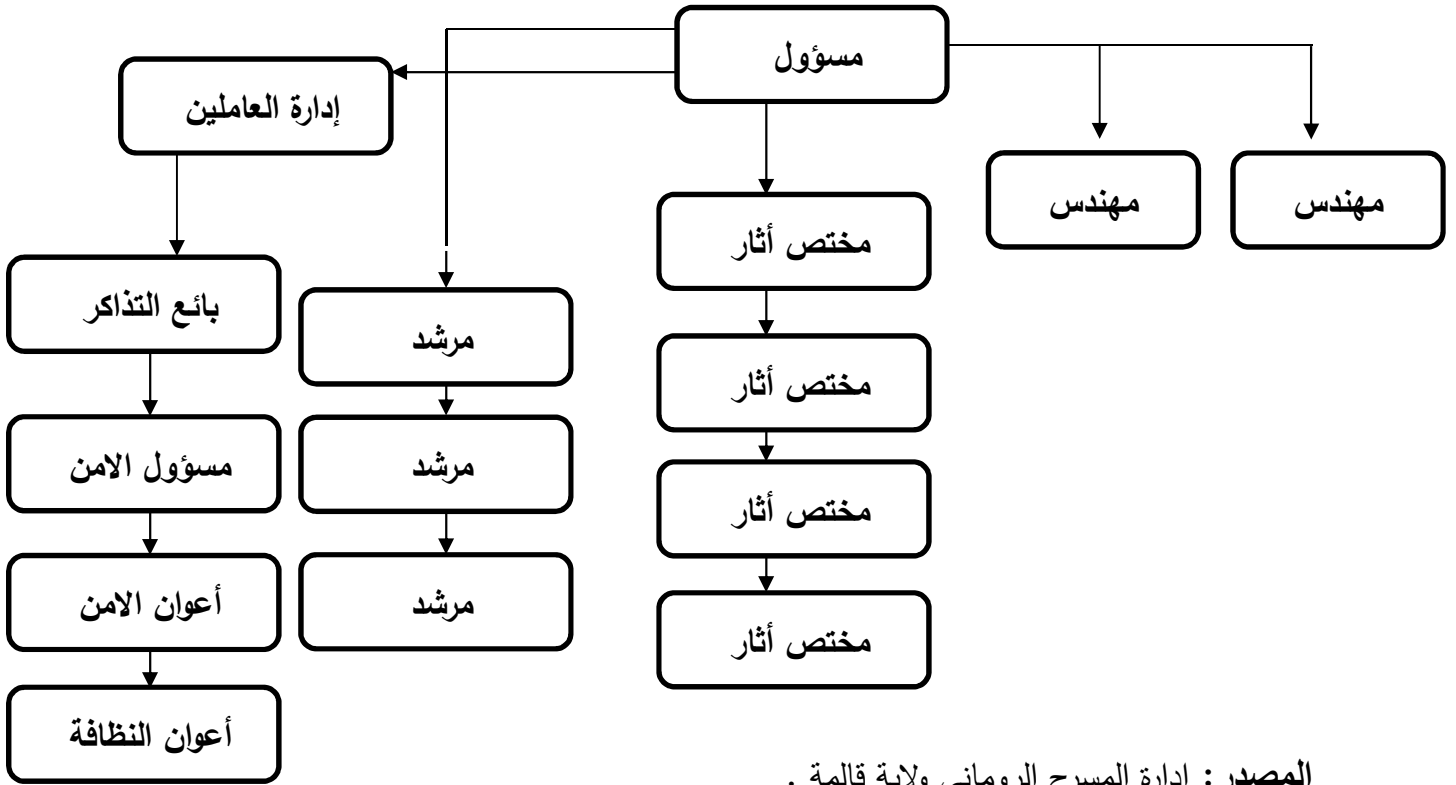 مسؤول
إدارة العاملين
مهندس
مهندس
مختص أثار
بائع التذاكر
مرشد
مختص أثار
مسؤول الامن
مرشد
مختص أثار
أعوان الامن
مرشد
مختص أثار
أعوان النظافة
المصدر : إدارة المسرح الروماني ولاية قالمة .